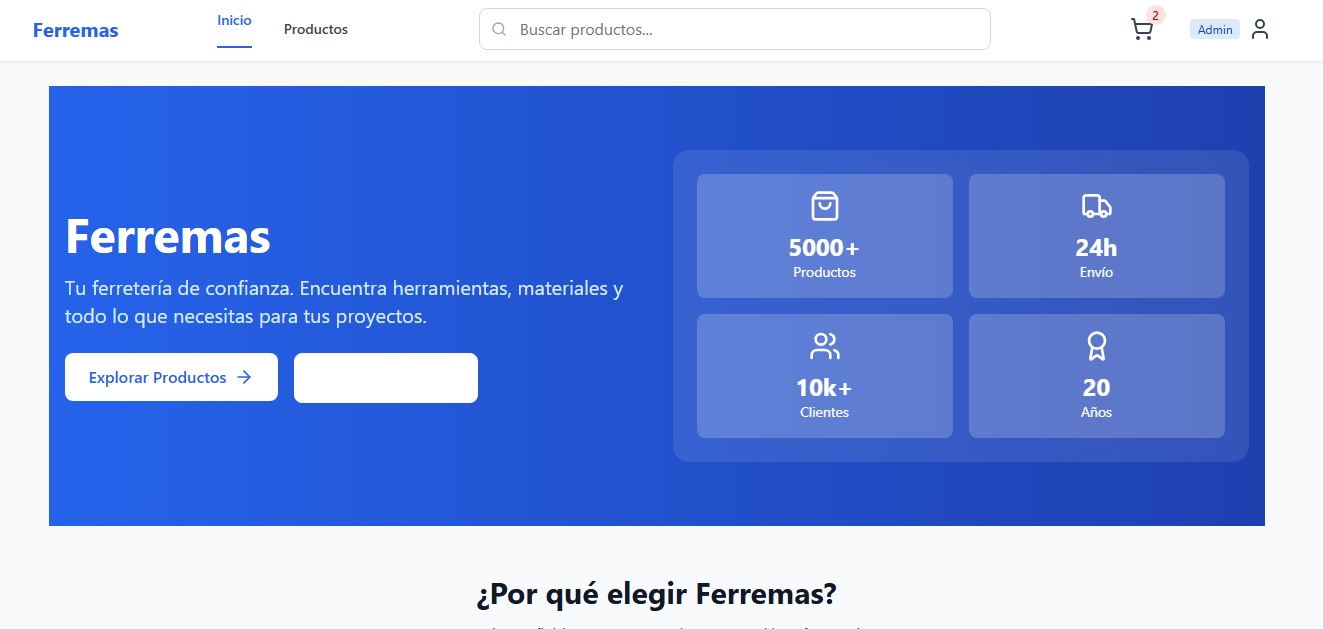 Ferremas
Inicio
Productos
Buscar productos...
2
Admin
Ferremas
Tu ferretería de confianza. Encuentra herramientas, materiales y
todo lo que necesitas para tus proyectos.
Explorar Productos
5000+
Productos
24h
Envío
10k+
Clientes
20
Años
¿Por qué elegir Ferremas?